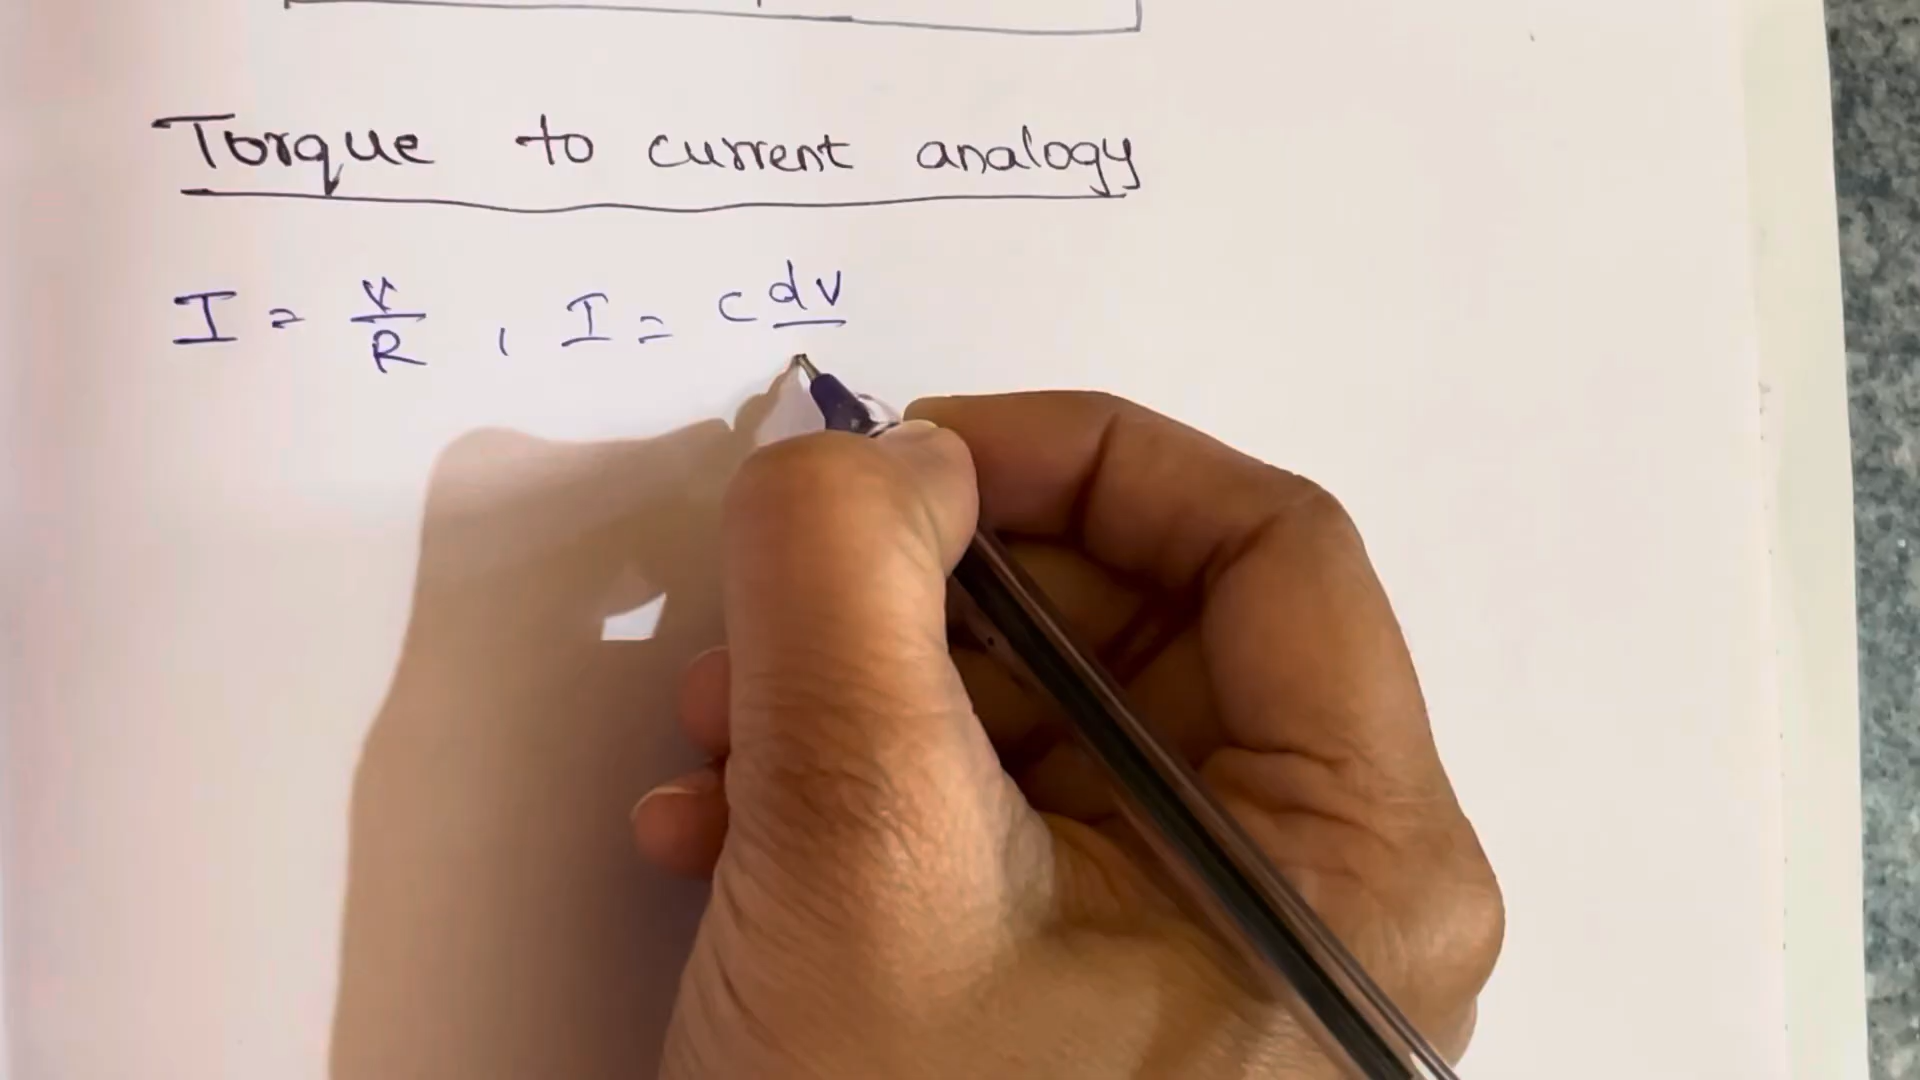 Torque to current analogy
I = V/R , I = C dV/